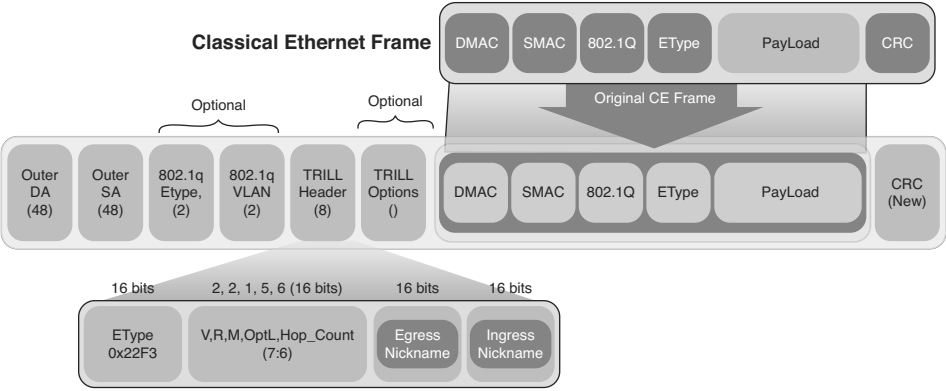 Classical Ethernet Frame
DMAC SMAC 802.1Q EType PayLoad CRC
Original CE Frame
Optional
Optional
Outer DA (48)
Outer SA (48)
802.1q Etype, (2)
802.1q VLAN (2)
TRILL Header (8)
TRILL Options ()
DMAC SMAC 802.1Q EType PayLoad
CRC (New)
16 bits
2, 2, 1, 5, 6 (16 bits)
16 bits
16 bits
EType 0x22F3
V,R,M,OptL,Hop_Count (7:6)
Egress Nickname
Ingress Nickname